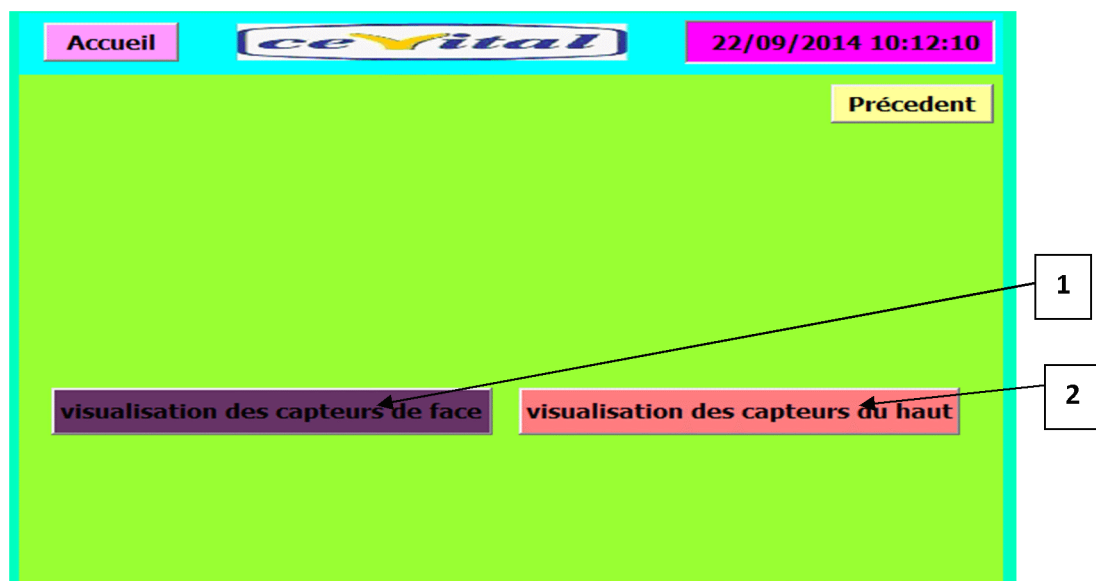 Accueil
ceVital
22/09/2014 10:12:10
Précedent
1
visualisation des capteurs de face
visualisation des capteurs du haut
2